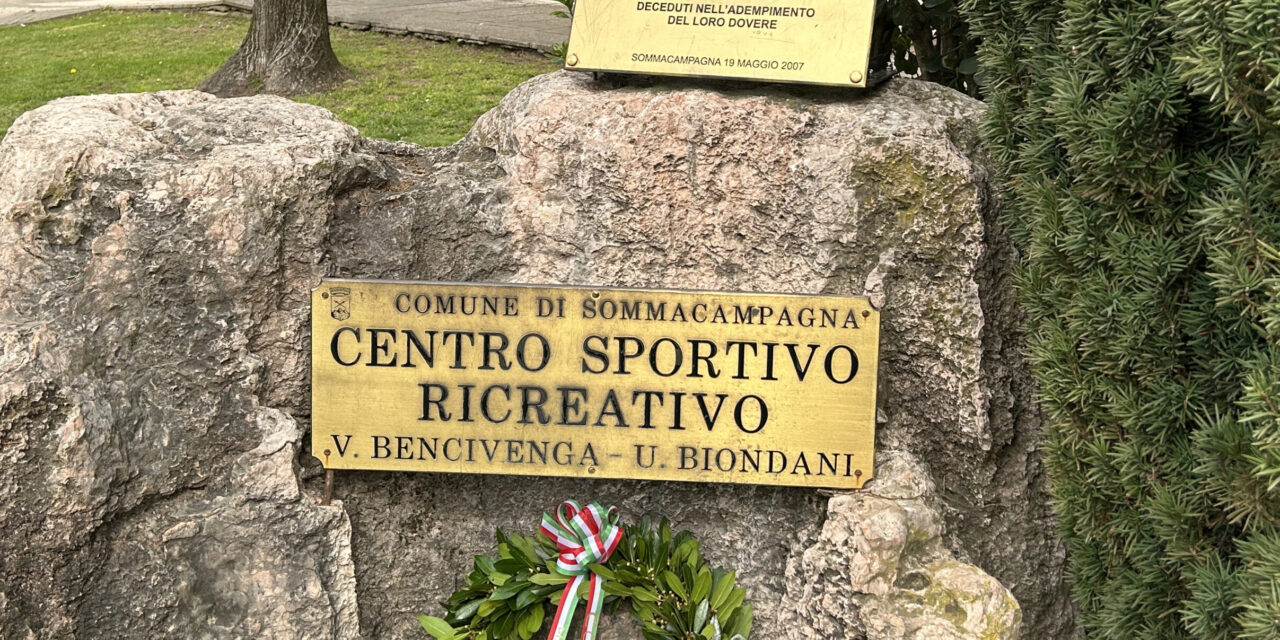 DECEDUTI NELL'ADEMPIMENTO
DEL LORO DOVERE
SOMMACAMPAGNA 19 MAGGIO 2007
COMUNE DI SOMMACAMPAGNA
CENTRO SPORTIVO
RICREATIVO
V. BENCIVENGA - U. BIONDANI